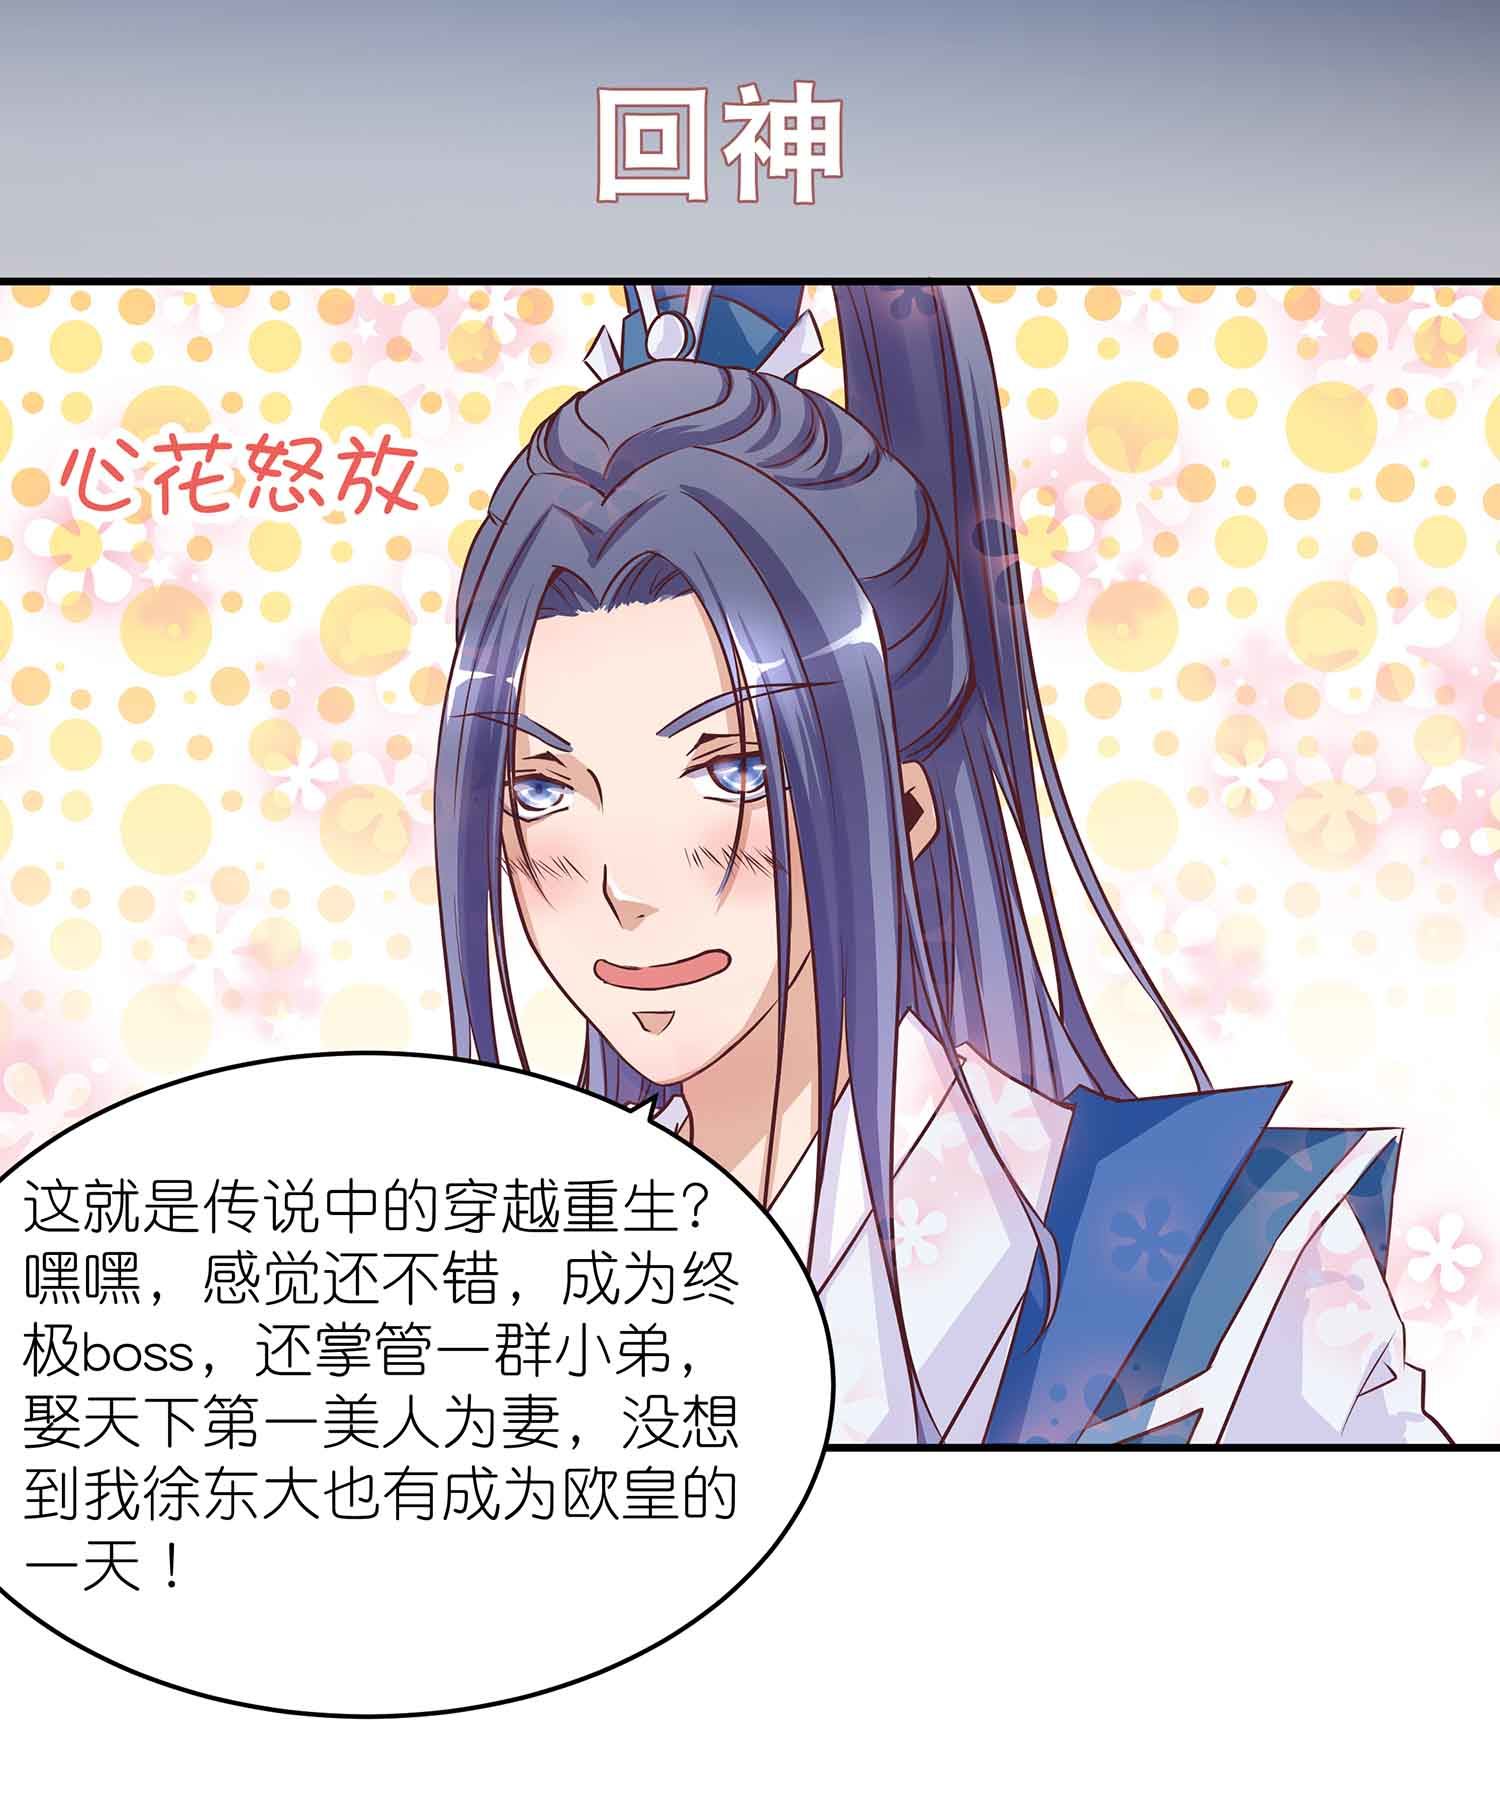 回神
心花怒放
这就是传说中的穿越重生？
嘿嘿，感觉还不错，成为终
极boss，还掌管一群小弟，
娶天下第一美人为妻，没想
到我徐东大也有成为欧皇的
一天！